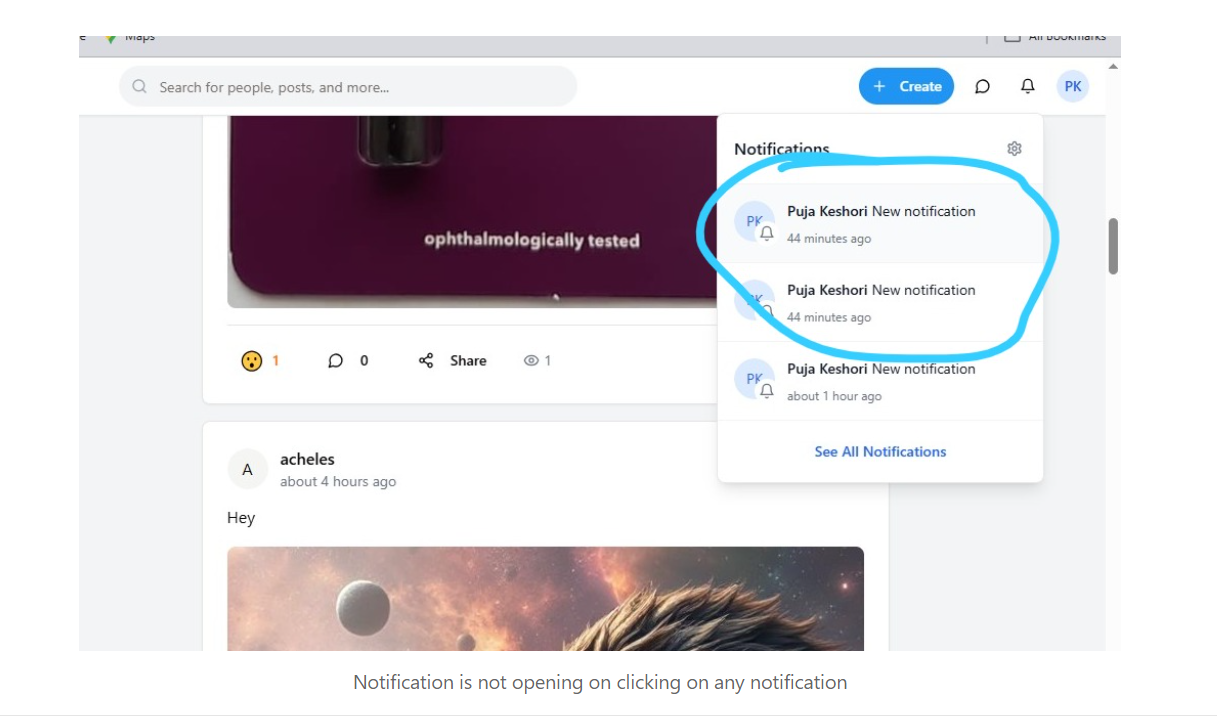 Maps
All Bookmarks
Search for people, posts, and more...
+ Create
PK
Notifications
ophthalmologically tested
PK
Puja Keshori New notification
44 minutes ago
PK
Puja Keshori New notification
44 minutes ago
PK
Puja Keshori New notification
about 1 hour ago
See All Notifications
1
0
Share
1
A
acheles
about 4 hours ago
Hey
Notification is not opening on clicking on any notification